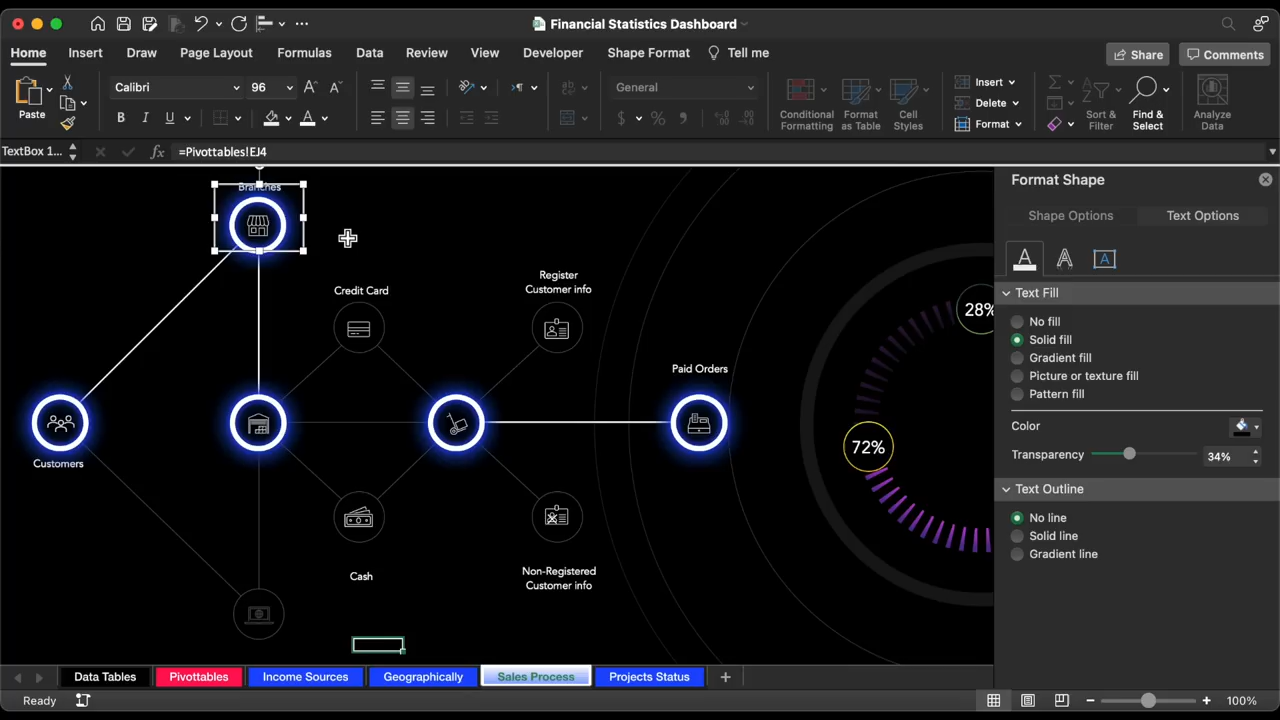 Financial Statistics Dashboard
Home Insert Draw Page Layout Formulas Data Review View Developer Shape Format Tell me Share Comments
Paste
Calibri 96
B I U
General
Conditional Formatting
Format as Table
Cell Styles
Insert
Delete
Format
Sort & Filter
Find & Select
Analyze Data
TextBox 1... fx =Pivottables!EJ4
Branches
Credit Card
Register
Customer info
Paid Orders
Customers
Cash
Non-Registered
Customer info
28%
72%
Format Shape
Shape Options Text Options
Text Fill
No fill
Solid fill
Gradient fill
Picture or texture fill
Pattern fill
Color
Transparency 34%
Text Outline
No line
Solid line
Gradient line
Data Tables Pivottables Income Sources Geographically Sales Process Projects Status
Ready 100%